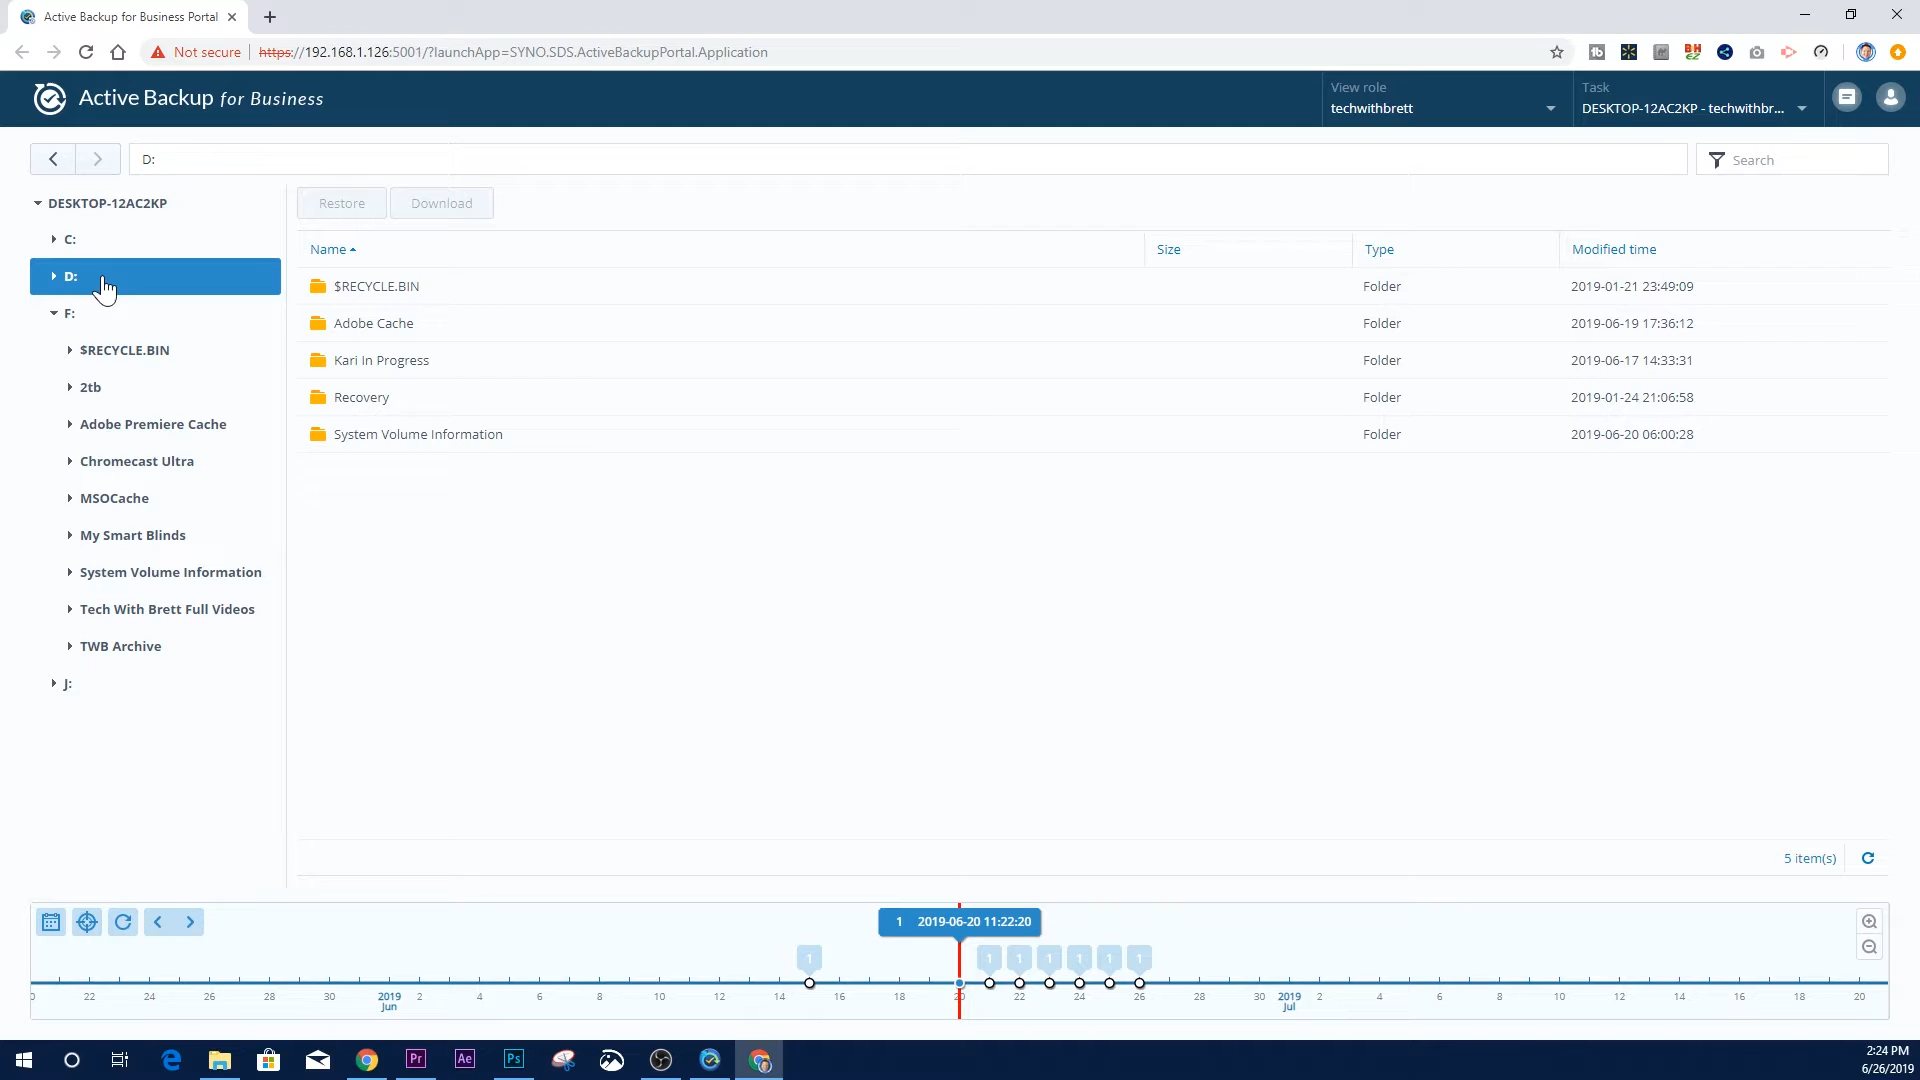 Active Backup for Business Portal
Not secure
https://192.168.1.126:5001/?launchApp=SYNO.SDS.ActiveBackupPortal.Application
Active Backup for Business
View role
techwithbrett
Task
DESKTOP-12AC2KP - techwithbr...
D:
Search
DESKTOP-12AC2KP
C:
D:
F:
$RECYCLE.BIN
2tb
Adobe Premiere Cache
Chromecast Ultra
MSOCache
My Smart Blinds
System Volume Information
Tech With Brett Full Videos
TWB Archive
J:
Restore Download
Name Size Type Modified time
$RECYCLE.BIN Folder 2019-01-21 23:49:09
Adobe Cache Folder 2019-06-19 17:36:12
Kari In Progress Folder 2019-06-17 14:33:31
Recovery Folder 2019-01-24 21:06:58
System Volume Information Folder 2019-06-20 06:00:28
5 item(s)
1 2019-06-20 11:22:20
1 1 1 1 1 1 1
22 24 26 28 30 2019 Jun 2 4 6 8 10 12 14 16 18 20 22 24 26 28 30 2019 Jul 2 4 6 8 10 12 14 16 18 20
Pr Ae Ps
2:24 PM
6/26/2019